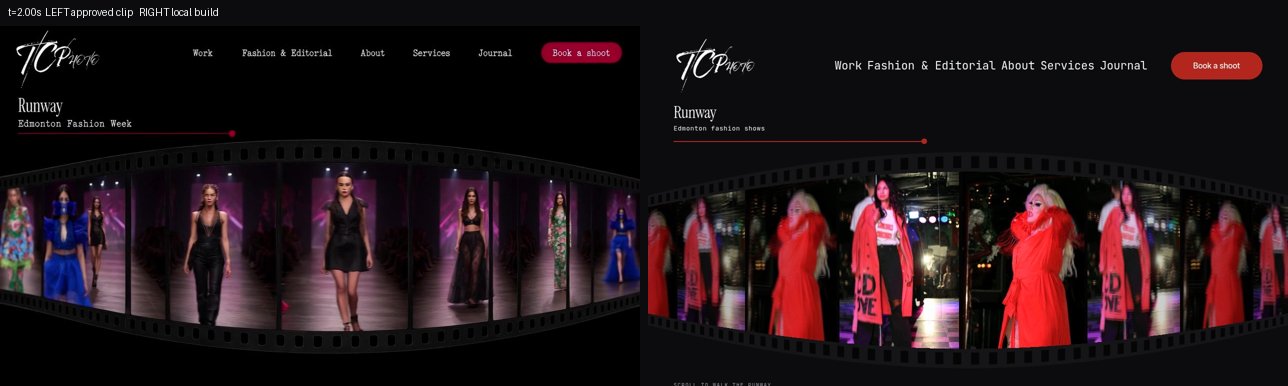 t=2.00s LEFT approved clip RIGHT local build
TCPHOTO
Work Fashion & Editorial About Services Journal Book a shoot
Runway
Edmonton Fashion Week
TCPHOTO
Work Fashion & Editorial About Services Journal Book a shoot
Runway
Edmonton fashion shows
SCROLL TO WALK THE RUNWAY